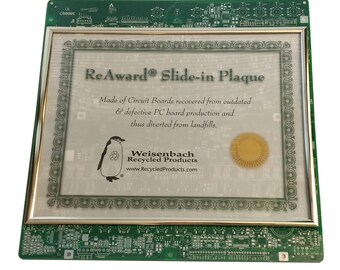 ReAward® Slide-in Plaque
Made of Circuit Boards recovered from outdated
& defective PC board production and
thus diverted from landfills.
Weisenbach
Recycled Products
www.RecycledProducts.com